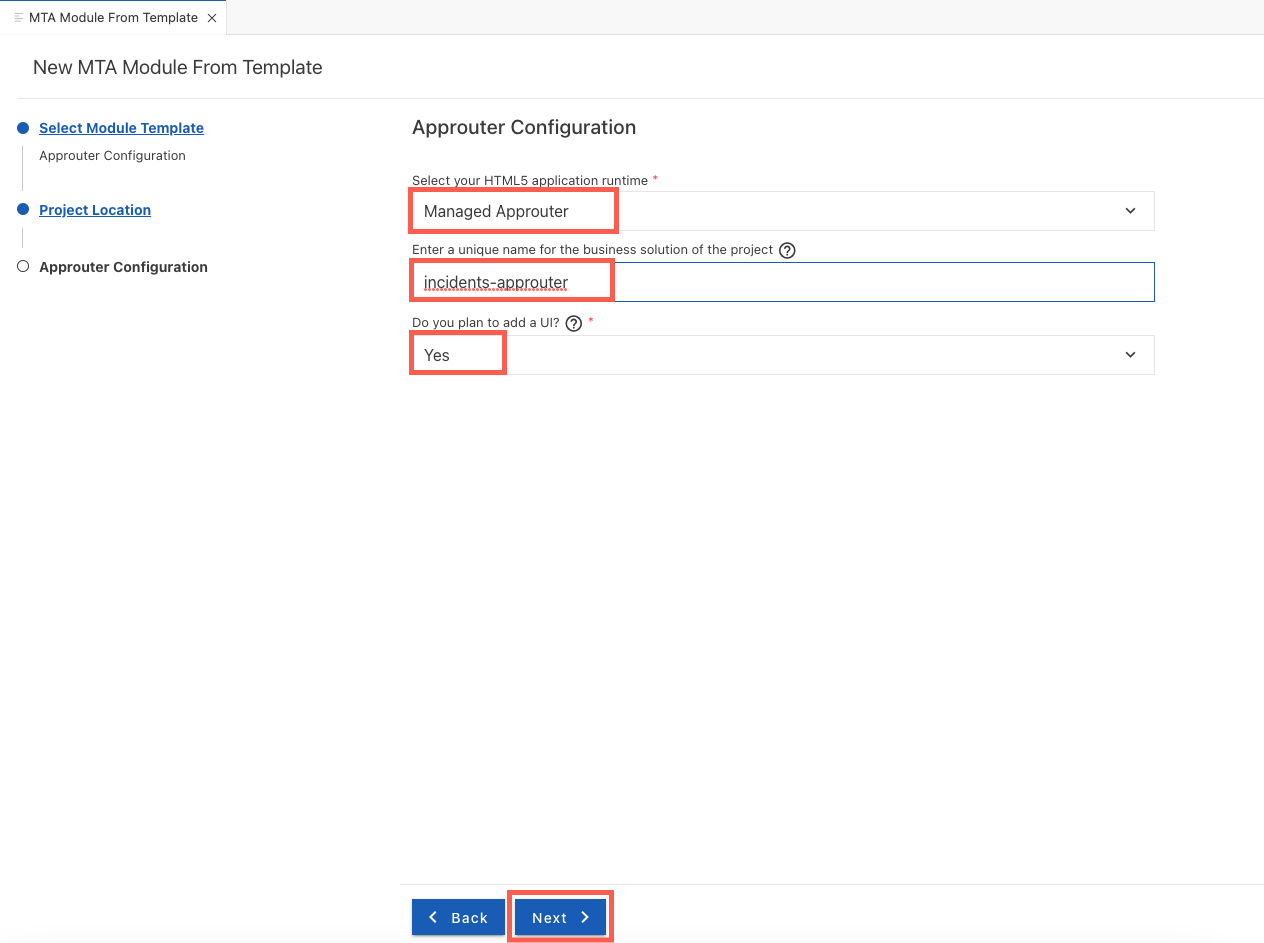 MTA Module From Template
New MTA Module From Template
Select Module Template
Approuter Configuration
Project Location
Approuter Configuration
Approuter Configuration
Select your HTML5 application runtime *
Managed Approuter
Enter a unique name for the business solution of the project
incidents-approuter
Do you plan to add a UI? *
Yes
Back
Next